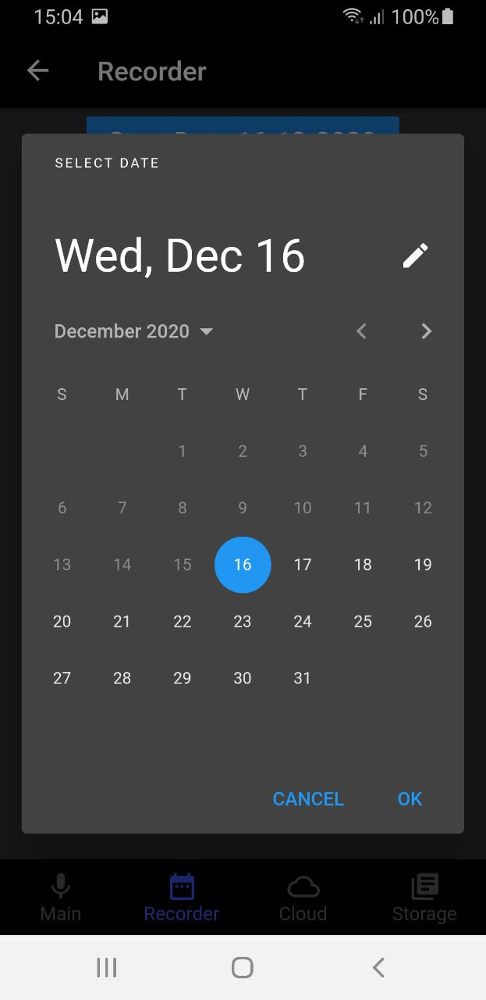 15:04 100%
Recorder
SELECT DATE
Wed, Dec 16
December 2020
S M T W T F S
1 2 3 4 5
6 7 8 9 10 11 12
13 14 15 16 17 18 19
20 21 22 23 24 25 26
27 28 29 30 31
CANCEL OK
Main Recorder Cloud Storage